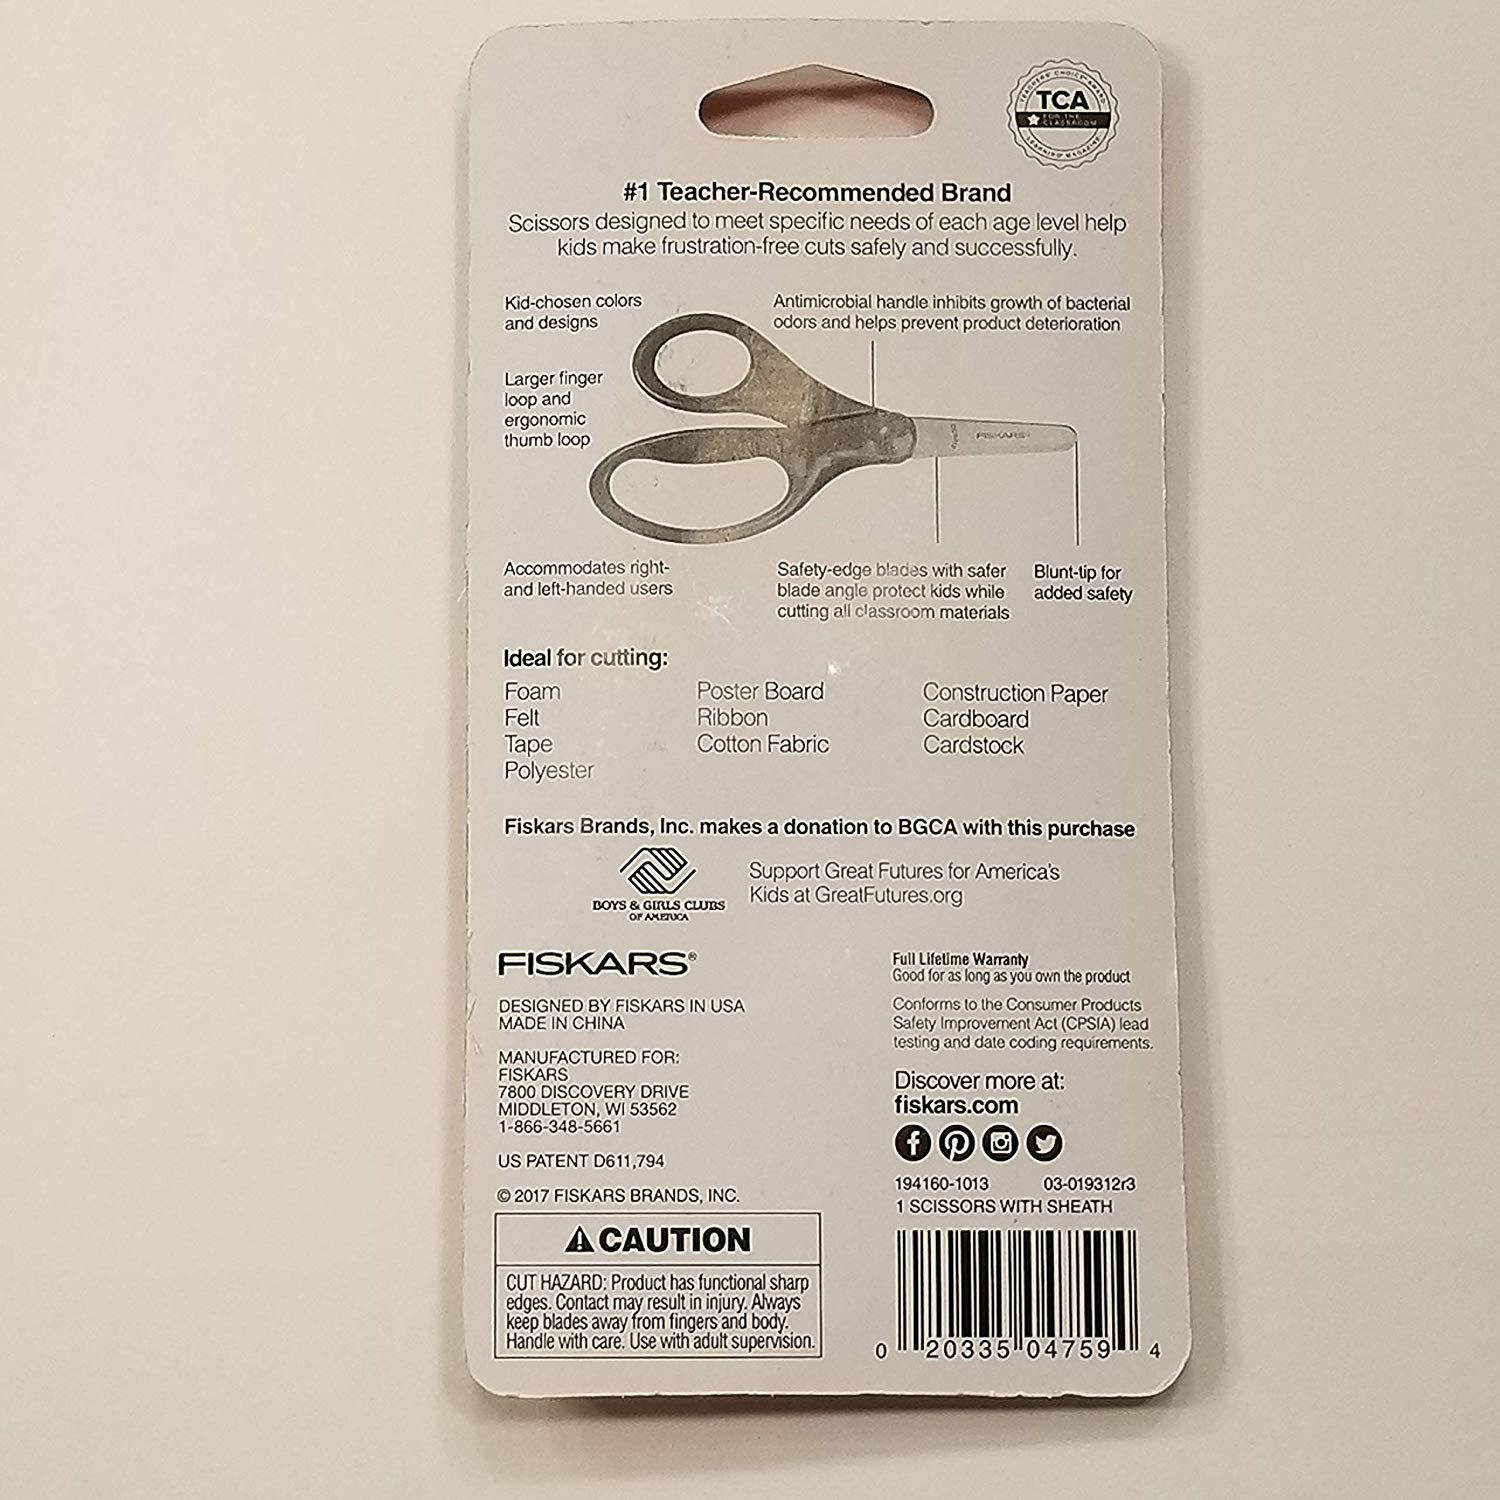 TEACHERS' CHOICE AWARD
TCA
FOR THE
CLASSROOM
LEARNING MAGAZINE
#1 Teacher-Recommended Brand
Scissors designed to meet specific needs of each age level help
kids make frustration-free cuts safely and successfully.
Kid-chosen colors
and designs
Antimicrobial handle inhibits growth of bacterial
odors and helps prevent product deterioration
Larger finger
loop and
ergonomic
thumb loop
FISKARS
Accommodates right-
and left-handed users
Safety-edge blades with safer
blade angle protect kids while
cutting all classroom materials
Blunt-tip for
added safety
Ideal for cutting:
Foam
Felt
Tape
Polyester
Poster Board
Ribbon
Cotton Fabric
Construction Paper
Cardboard
Cardstock
Fiskars Brands, Inc. makes a donation to BGCA with this purchase
BOYS & GIRLS CLUBS
OF AMERICA
Support Great Futures for America's
Kids at GreatFutures.org
FISKARS®
DESIGNED BY FISKARS IN USA
MADE IN CHINA
MANUFACTURED FOR:
FISKARS
7800 DISCOVERY DRIVE
MIDDLETON, WI 53562
1-866-348-5661
US PATENT D611,794
© 2017 FISKARS BRANDS, INC.
CAUTION
CUT HAZARD: Product has functional sharp
edges. Contact may result in injury. Always
keep blades away from fingers and body.
Handle with care. Use with adult supervision.
Full Lifetime Warranty
Good for as long as you own the product
Conforms to the Consumer Products
Safety Improvement Act (CPSIA) lead
testing and date coding requirements.
Discover more at:
fiskars.com
194160-1013 03-019312r3
1 SCISSORS WITH SHEATH
0 20335 04759 4